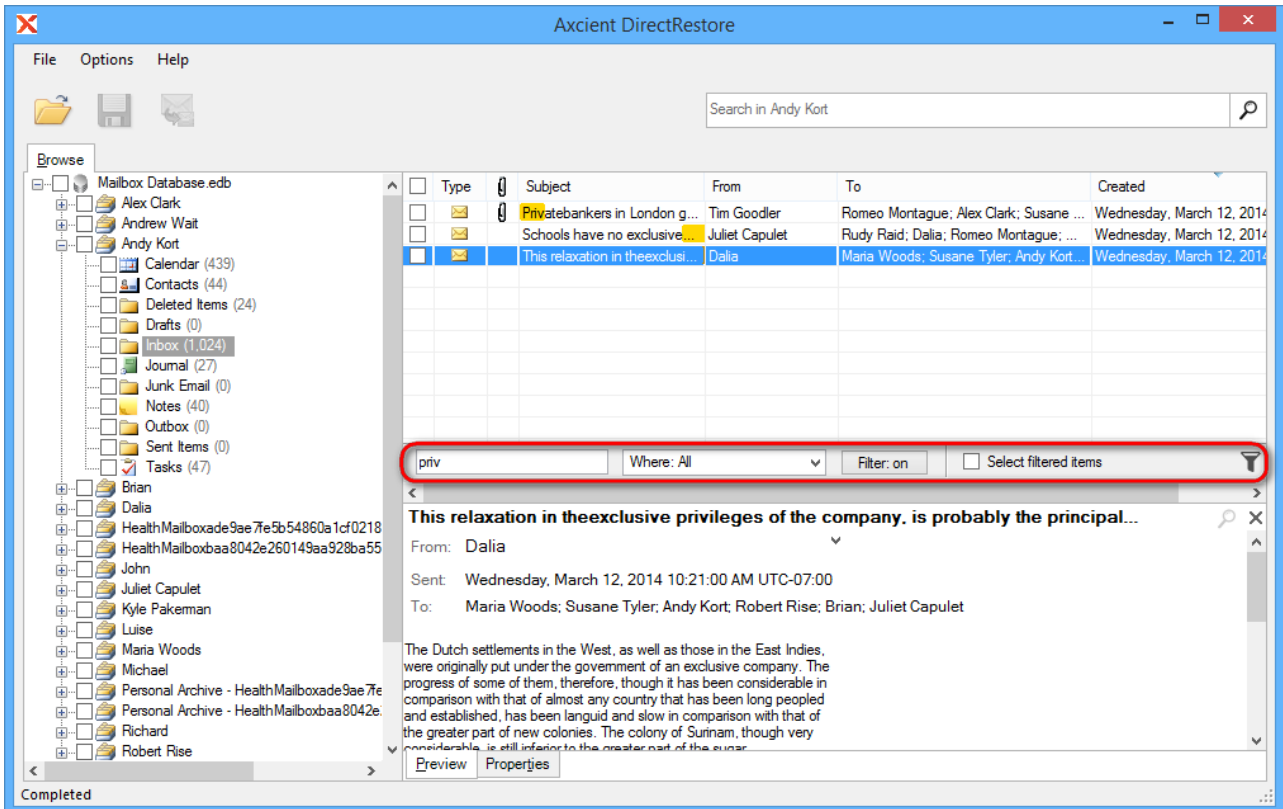 Axcient DirectRestore
File Options Help
Search in Andy Kort
Browse
Mailbox Database.edb
Alex Clark
Andrew Wait
Andy Kort
Calendar (439)
Contacts (44)
Deleted Items (24)
Drafts (0)
Inbox (1,024)
Journal (27)
Junk Email (0)
Notes (40)
Outbox (0)
Sent Items (0)
Tasks (47)
Brian
Dalia
HealthMailboxade9ae7fe5b54860a1cf0218
HealthMailboxbaa8042e260149aa928ba55
John
Juliet Capulet
Kyle Pakerman
Luise
Maria Woods
Michael
Personal Archive - HealthMailboxade9ae7fe
Personal Archive - HealthMailboxbaa8042e
Richard
Robert Rise
Type Subject From To Created
Privatebankers in London g... Tim Goodler Romeo Montague; Alex Clark; Susane ... Wednesday, March 12, 2014
Schools have no exclusive... Juliet Capulet Rudy Raid; Dalia; Romeo Montague; ... Wednesday, March 12, 2014
This relaxation in theexclusi... Dalia Maria Woods; Susane Tyler; Andy Kort... Wednesday, March 12, 2014
priv Where: All Filter: on Select filtered items
This relaxation in theexclusive privileges of the company, is probably the principal...
From: Dalia
Sent: Wednesday, March 12, 2014 10:21:00 AM UTC-07:00
To: Maria Woods; Susane Tyler; Andy Kort; Robert Rise; Brian; Juliet Capulet
The Dutch settlements in the West, as well as those in the East Indies,
were originally put under the government of an exclusive company. The
progress of some of them, therefore, though it has been considerable in
comparison with that of almost any country that has been long peopled
and established, has been languid and slow in comparison with that of
the greater part of new colonies. The colony of Surinam, though very
considerable, is still inferior to the greater part of the sugar
Preview Properties
Completed